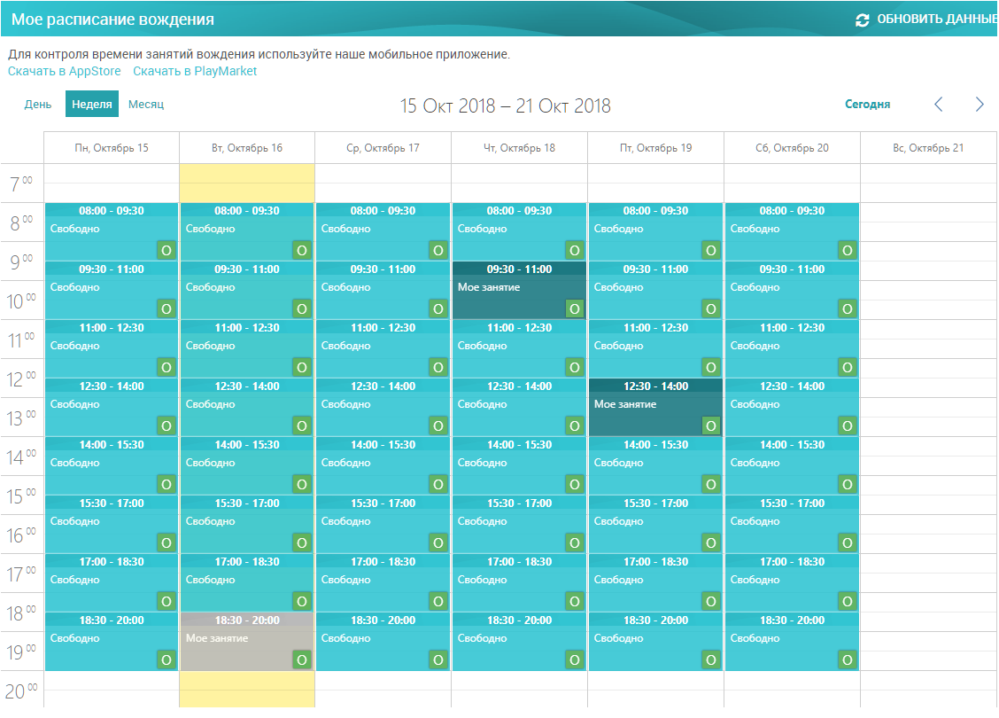 Мое расписание вождения
ОБНОВИТЬ ДАННЫЕ
Для контроля времени занятий вождения используйте наше мобильное приложение.
Скачать в AppStore Скачать в PlayMarket
День Неделя Месяц 15 Окт 2018 – 21 Окт 2018 Сегодня
Пн, Октябрь 15 Вт, Октябрь 16 Ср, Октябрь 17 Чт, Октябрь 18 Пт, Октябрь 19 Сб, Октябрь 20 Вс, Октябрь 21
7 00
08:00 - 09:30 08:00 - 09:30 08:00 - 09:30 08:00 - 09:30 08:00 - 09:30 08:00 - 09:30
8 00 Свободно Свободно Свободно Свободно Свободно Свободно
О О О О О О
9 00 09:30 - 11:00 09:30 - 11:00 09:30 - 11:00 09:30 - 11:00 09:30 - 11:00 09:30 - 11:00
Свободно Свободно Свободно Мое занятие Свободно Свободно
10 00 О О О О О О
11:00 - 12:30 11:00 - 12:30 11:00 - 12:30 11:00 - 12:30 11:00 - 12:30 11:00 - 12:30
11 00 Свободно Свободно Свободно Свободно Свободно Свободно
О О О О О О
12 00 12:30 - 14:00 12:30 - 14:00 12:30 - 14:00 12:30 - 14:00 12:30 - 14:00 12:30 - 14:00
Свободно Свободно Свободно Свободно Мое занятие Свободно
13 00 О О О О О О
14:00 - 15:30 14:00 - 15:30 14:00 - 15:30 14:00 - 15:30 14:00 - 15:30 14:00 - 15:30
14 00 Свободно Свободно Свободно Свободно Свободно Свободно
О О О О О О
15 00 15:30 - 17:00 15:30 - 17:00 15:30 - 17:00 15:30 - 17:00 15:30 - 17:00 15:30 - 17:00
Свободно Свободно Свободно Свободно Свободно Свободно
16 00 О О О О О О
17:00 - 18:30 17:00 - 18:30 17:00 - 18:30 17:00 - 18:30 17:00 - 18:30 17:00 - 18:30
17 00 Свободно Свободно Свободно Свободно Свободно Свободно
О О О О О О
18 00 18:30 - 20:00 18:30 - 20:00 18:30 - 20:00 18:30 - 20:00 18:30 - 20:00 18:30 - 20:00
Свободно Мое занятие Свободно Свободно Свободно Свободно
19 00 О О О О О О
20 00